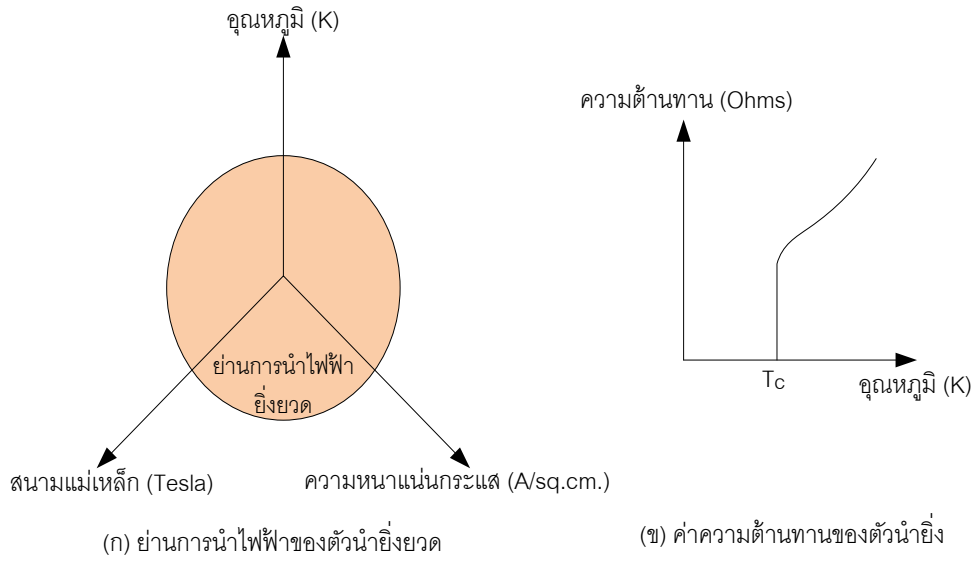 อุณหภูมิ (K)
ย่านการนำไฟฟ้า
ยิ่งยวด
สนามแม่เหล็ก (Tesla)
ความหนาแน่นกระแส (A/sq.cm.)
(ก) ย่านการนำไฟฟ้าของตัวนำยิ่งยวด
ความต้านทาน (Ohms)
Tc
อุณหภูมิ (K)
(ข) ค่าความต้านทานของตัวนำยิ่ง